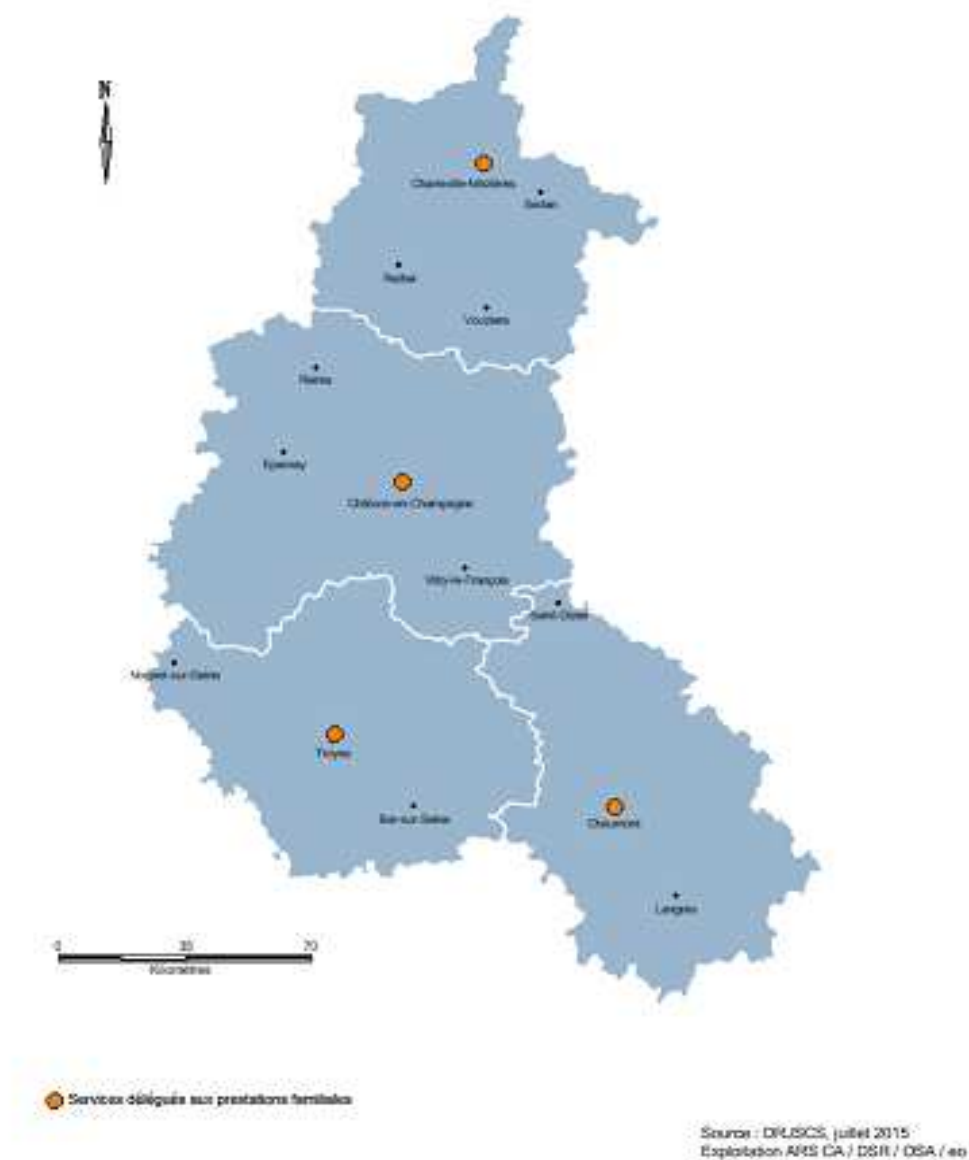 N
Charleville-Mézières
Sedan
Rethel
Vouziers
Reims
Epernay
Châlons-en-Champagne
Vitry-le-François
Saint-Dizier
Nogent-sur-Seine
Troyes
Bar-sur-Seine
Chaumont
Langres
0 35 70
Kilomètres
Services délégués aux prestations familiales
Source : DRJSCS, juillet 2015
Exploitation ARS CA / DSR / OSA / eo